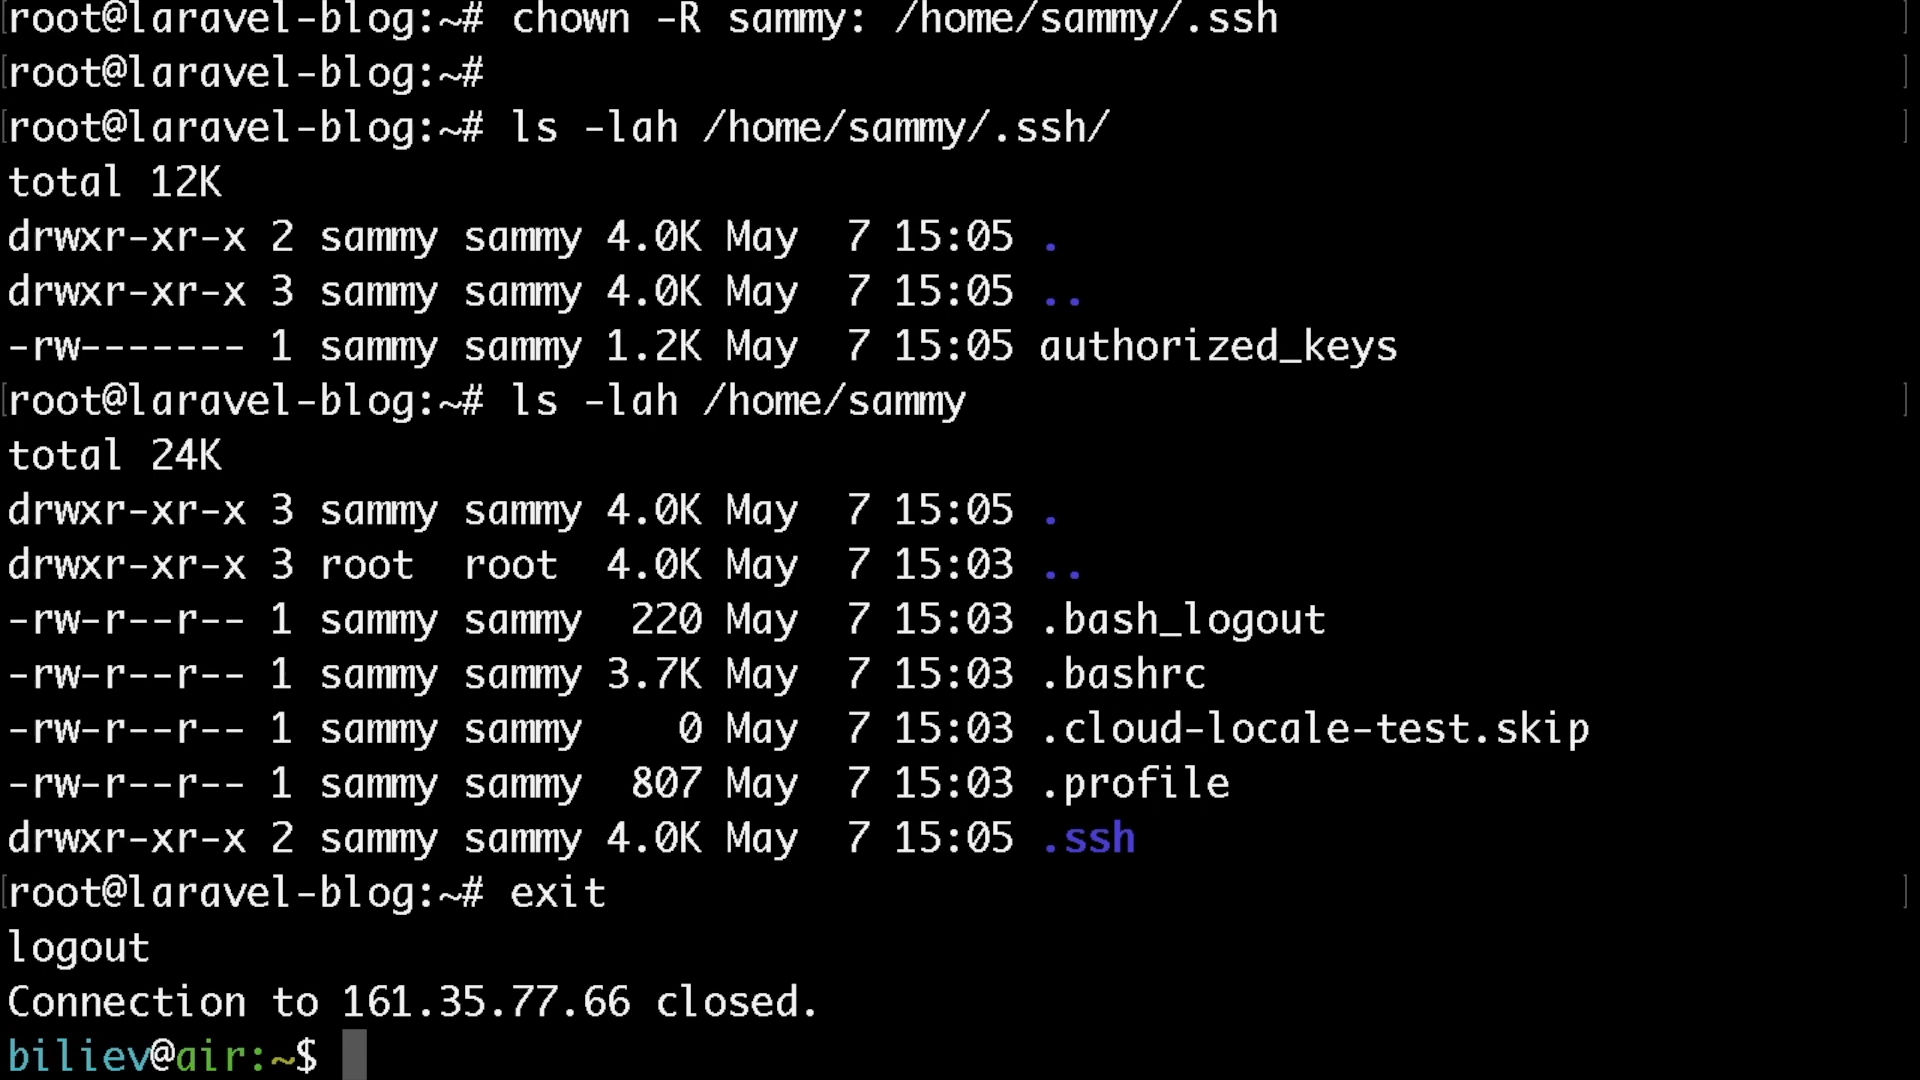 [root@laravel-blog:~# chown -R sammy: /home/sammy/.ssh ]
[root@laravel-blog:~# ]
[root@laravel-blog:~# ls -lah /home/sammy/.ssh/ ]
total 12K
drwxr-xr-x 2 sammy sammy 4.0K May  7 15:05 .
drwxr-xr-x 3 sammy sammy 4.0K May  7 15:05 ..
-rw------- 1 sammy sammy 1.2K May  7 15:05 authorized_keys
[root@laravel-blog:~# ls -lah /home/sammy ]
total 24K
drwxr-xr-x 3 sammy sammy 4.0K May  7 15:05 .
drwxr-xr-x 3 root  root  4.0K May  7 15:03 ..
-rw-r--r-- 1 sammy sammy  220 May  7 15:03 .bash_logout
-rw-r--r-- 1 sammy sammy 3.7K May  7 15:03 .bashrc
-rw-r--r-- 1 sammy sammy    0 May  7 15:03 .cloud-locale-test.skip
-rw-r--r-- 1 sammy sammy  807 May  7 15:03 .profile
drwxr-xr-x 2 sammy sammy 4.0K May  7 15:05 .ssh
[root@laravel-blog:~# exit ]
logout
Connection to 161.35.77.66 closed.
biliev@air:~$